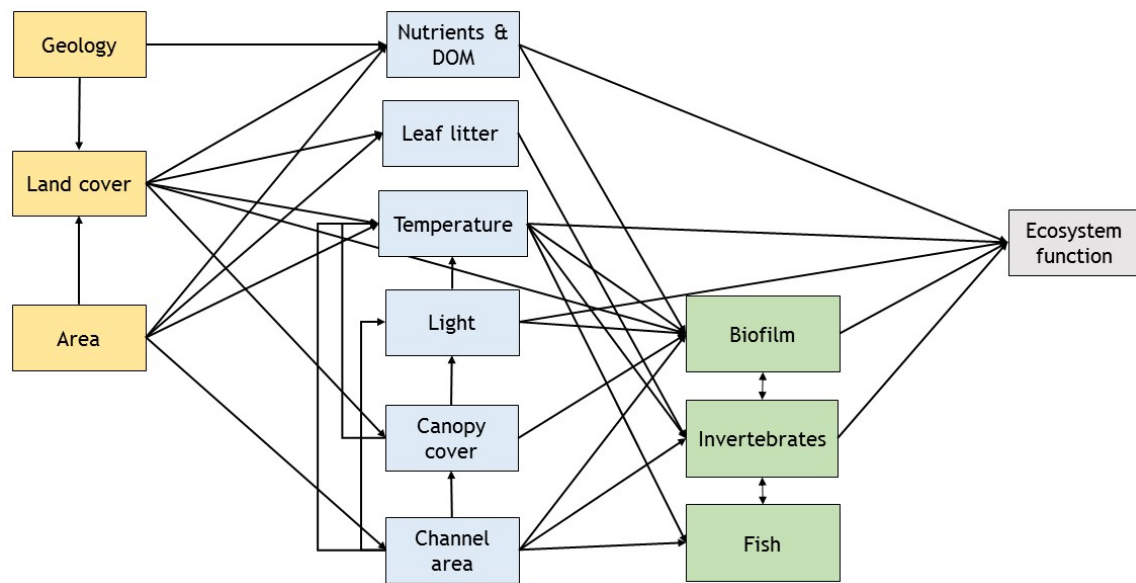 Geology
Land cover
Area
Nutrients &
DOM
Leaf litter
Temperature
Light
Canopy
cover
Channel
area
Biofilm
Invertebrates
Fish
Ecosystem
function